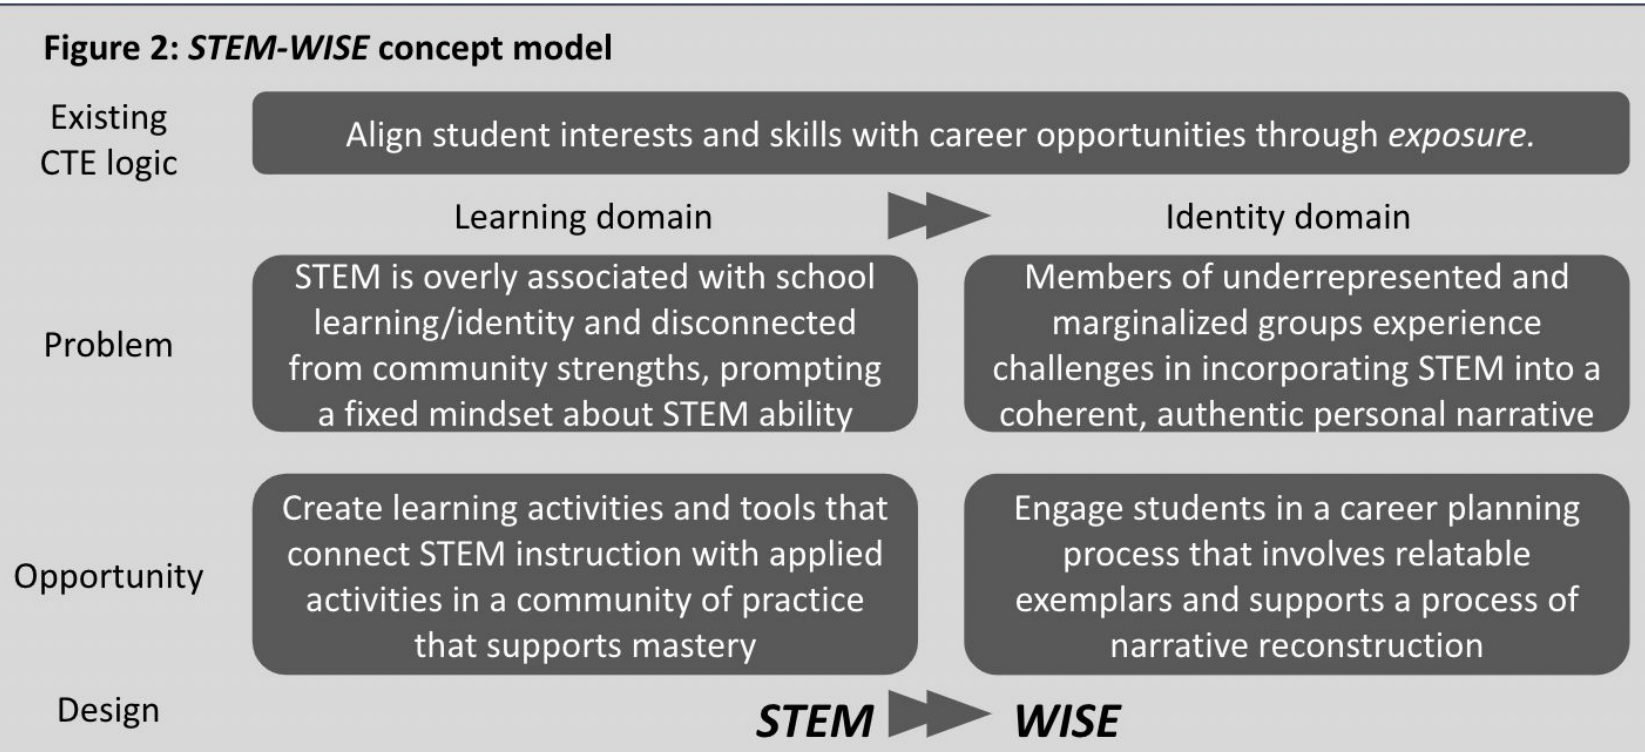 Figure 2: STEM-WISE concept model
Existing
CTE logic
Align student interests and skills with career opportunities through exposure.
Learning domain
Identity domain
Problem
STEM is overly associated with school
learning/identity and disconnected
from community strengths, prompting
a fixed mindset about STEM ability
Members of underrepresented and
marginalized groups experience
challenges in incorporating STEM into a
coherent, authentic personal narrative
Opportunity
Create learning activities and tools that
connect STEM instruction with applied
activities in a community of practice
that supports mastery
Engage students in a career planning
process that involves relatable
exemplars and supports a process of
narrative reconstruction
Design
STEM
WISE